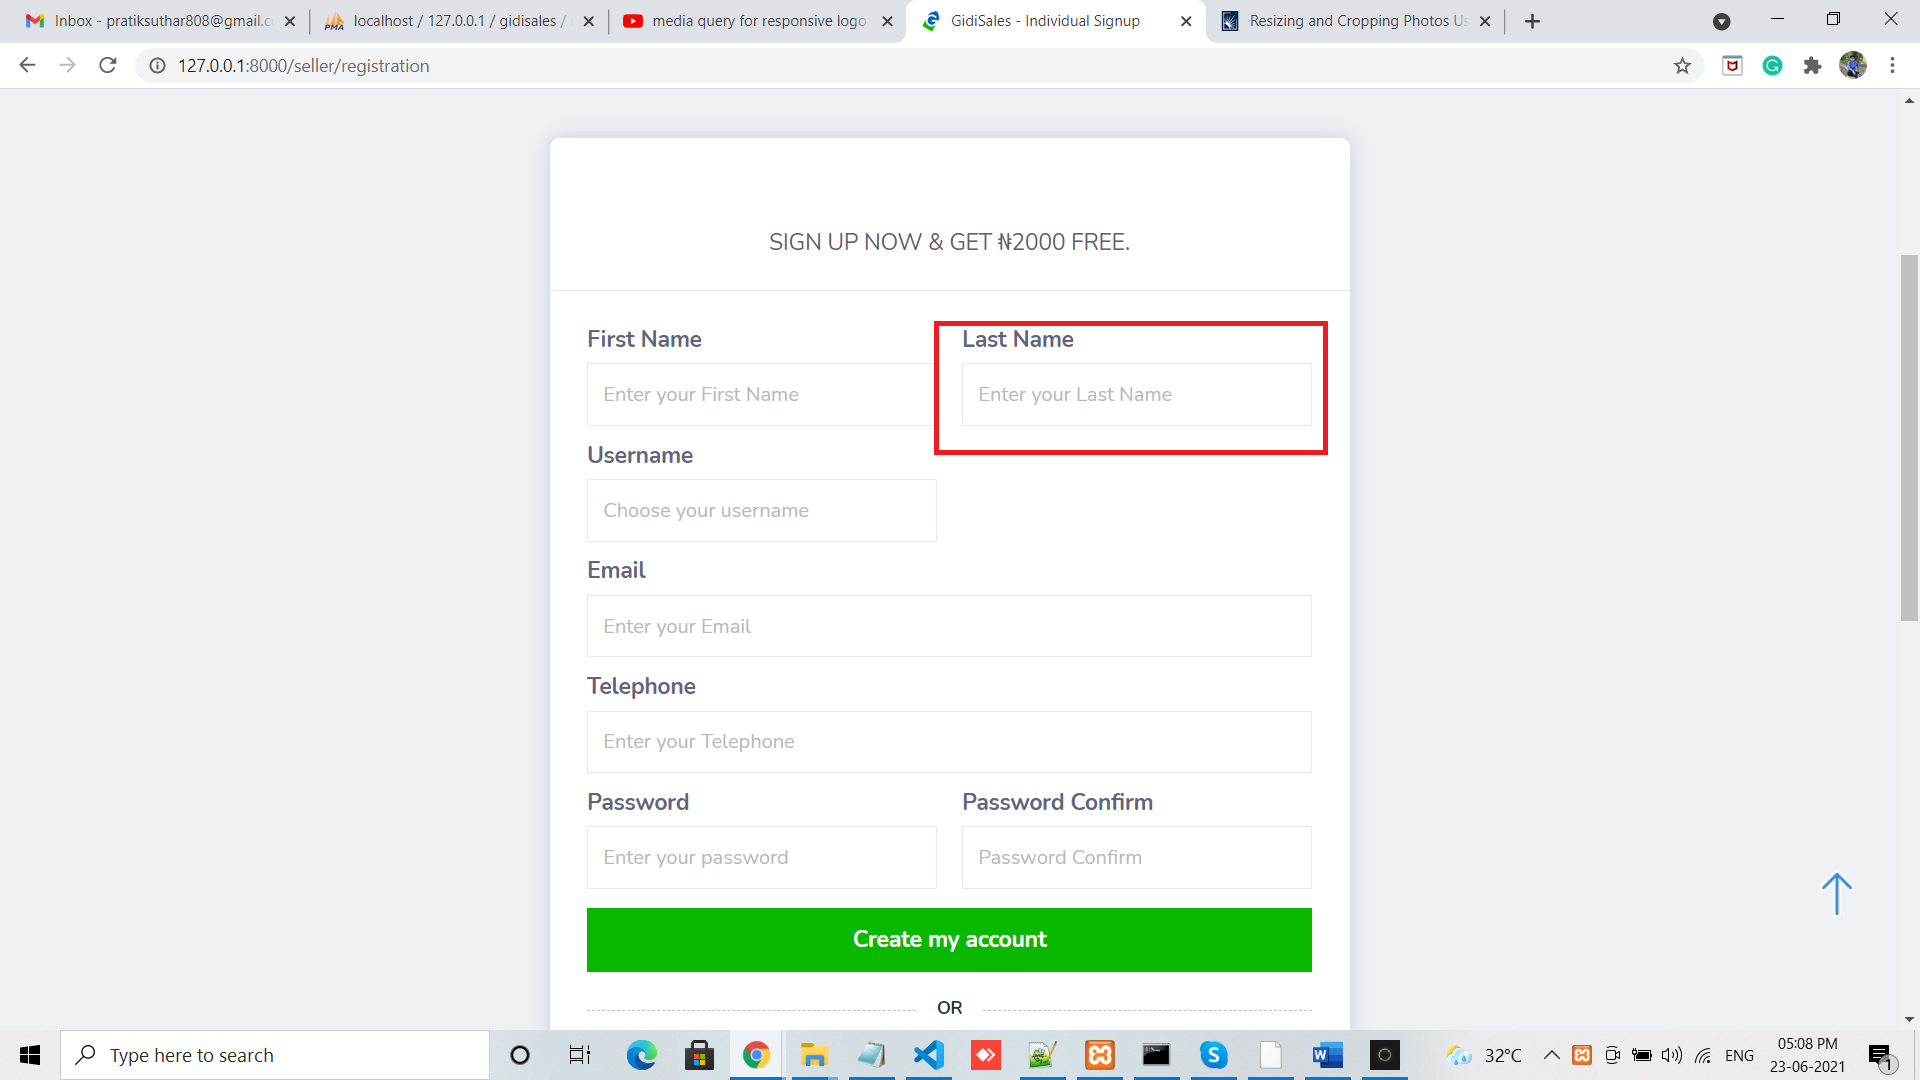 Inbox - pratiksuthar808@gmail.c
localhost / 127.0.0.1 / gidisales /
media query for responsive logo
GidiSales - Individual Signup
Resizing and Cropping Photos Us
127.0.0.1:8000/seller/registration
SIGN UP NOW & GET ₦2000 FREE.
First Name
Last Name
Enter your First Name
Enter your Last Name
Username
Choose your username
Email
Enter your Email
Telephone
Enter your Telephone
Password
Password Confirm
Enter your password
Password Confirm
Create my account
OR
Type here to search
32°C
ENG
05:08 PM
23-06-2021
1